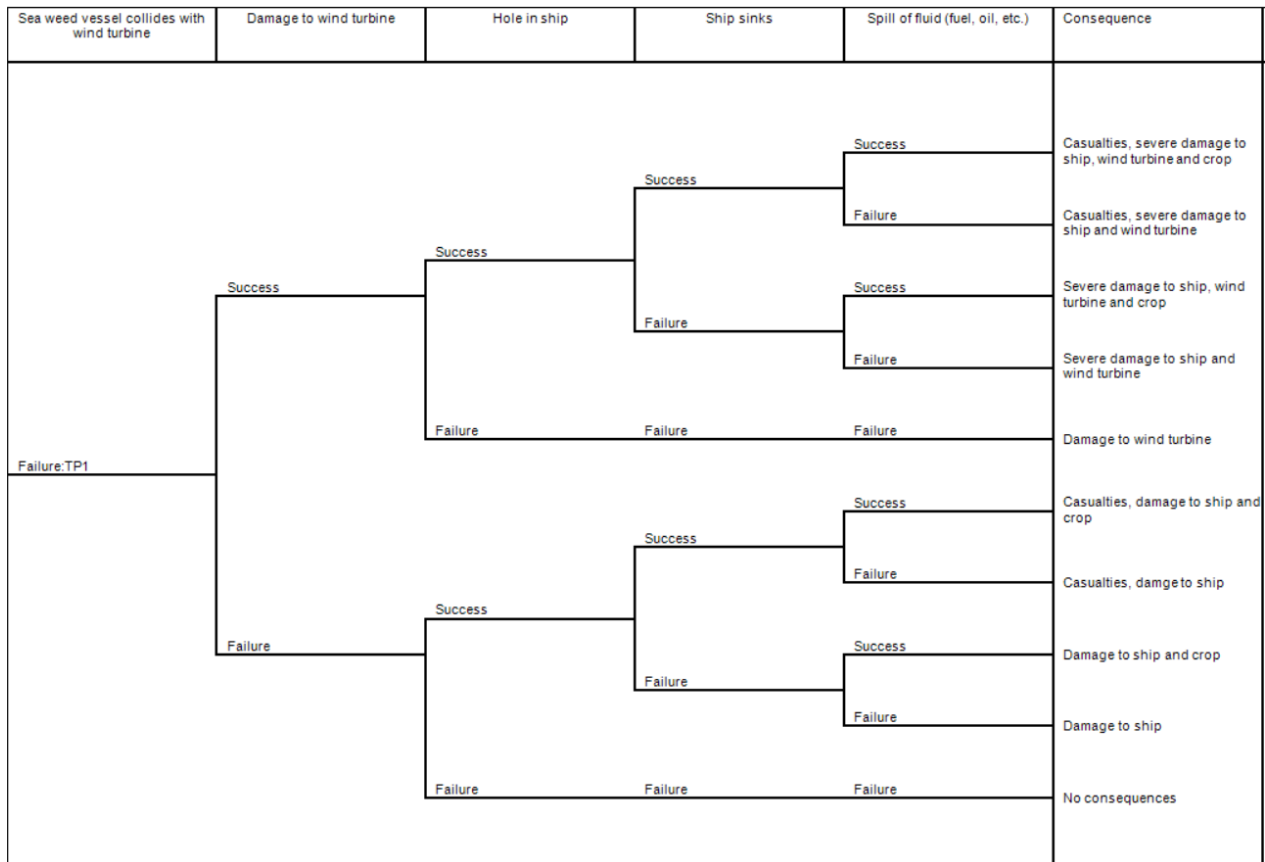 Sea weed vessel collides with
wind turbine
Damage to wind turbine
Hole in ship
Ship sinks
Spill of fluid (fuel, oil, etc.)
Consequence
Success
Casualties, severe damage to
ship, wind turbine and crop
Success
Failure
Casualties, severe damage to
ship and wind turbine
Success
Success
Success
Severe damage to ship, wind
turbine and crop
Failure
Failure
Severe damage to ship and
wind turbine
Failure
Failure
Failure
Damage to wind turbine
Failure:TP1
Success
Casualties, damage to ship and
crop
Success
Failure
Casualties, damge to ship
Success
Failure
Success
Damage to ship and crop
Failure
Failure
Damage to ship
Failure
Failure
Failure
No consequences